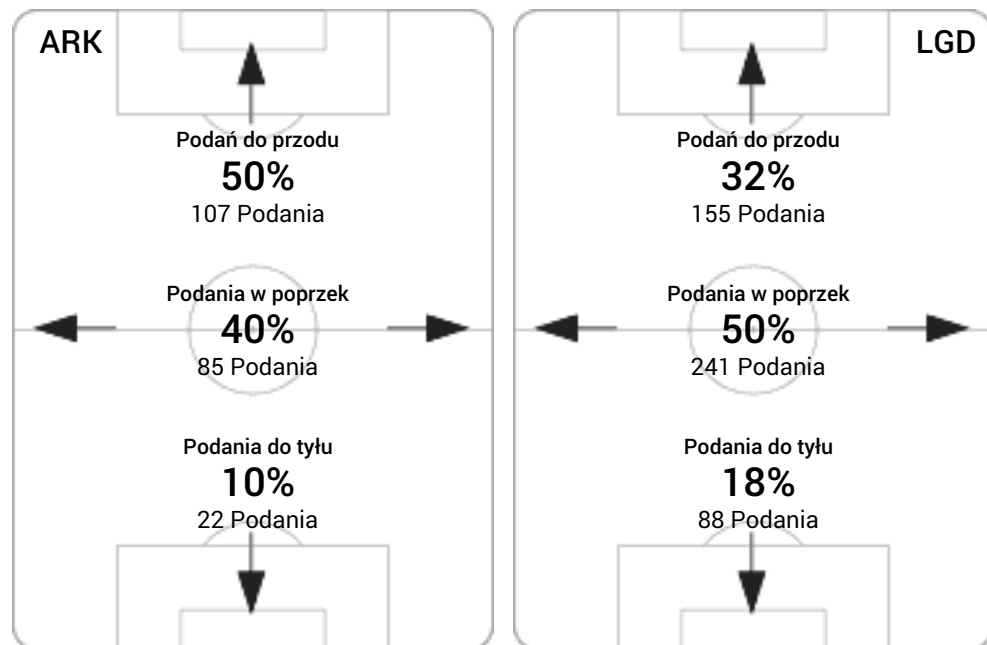 ARK
Podań do przodu
50%
107 Podania
Podania w poprzek
40%
85 Podania
Podania do tyłu
10%
22 Podania
LGD
Podań do przodu
32%
155 Podania
Podania w poprzek
50%
241 Podania
Podania do tyłu
18%
88 Podania